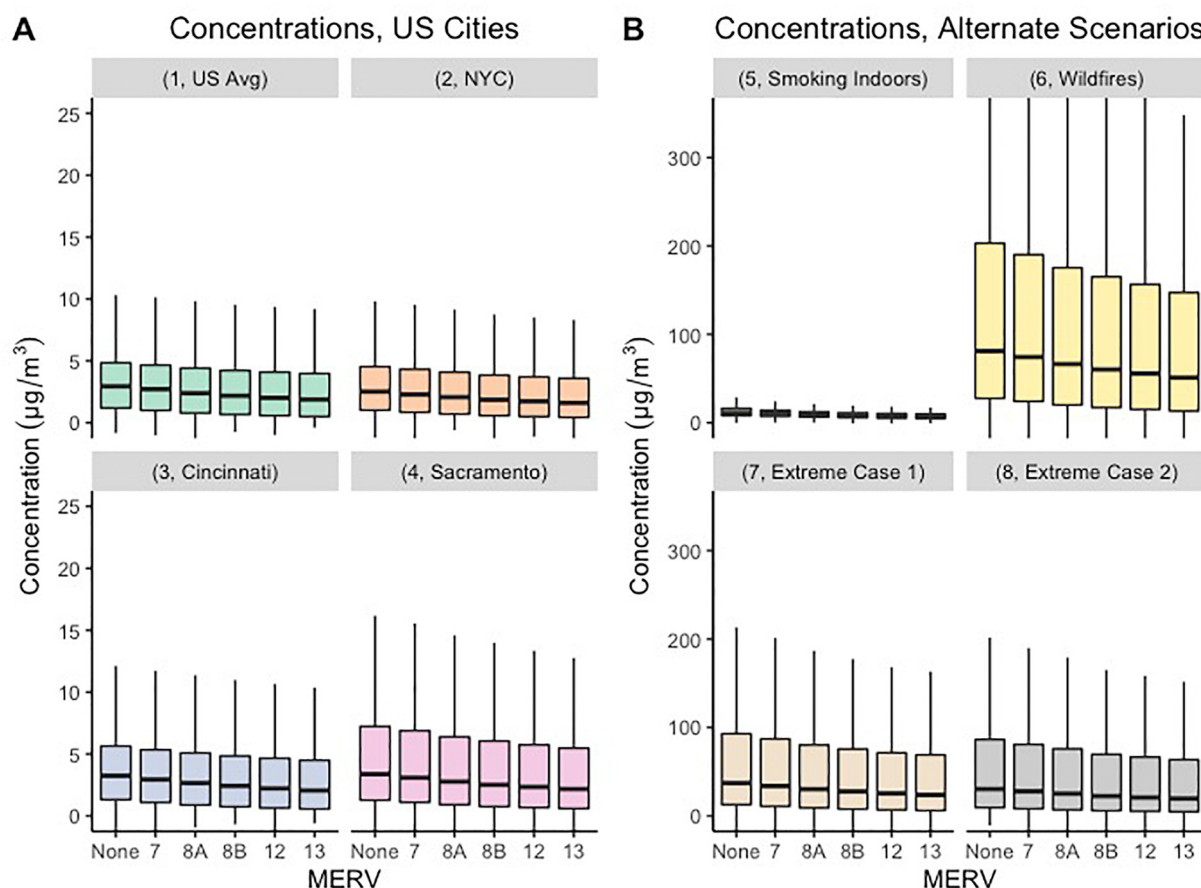 A Concentrations, US Cities
(1, US Avg) (2, NYC)
25
20
15
10
5
0
(3, Cincinnati) (4, Sacramento)
25
20
15
10
5
0
Concentration (µg/m³)
None 7 8A 8B 12 13 None 7 8A 8B 12 13
MERV
B Concentrations, Alternate Scenarios
(5, Smoking Indoors) (6, Wildfires)
300
200
100
0
(7, Extreme Case 1) (8, Extreme Case 2)
300
200
100
0
Concentration (µg/m³)
None 7 8A 8B 12 13 None 7 8A 8B 12 13
MERV